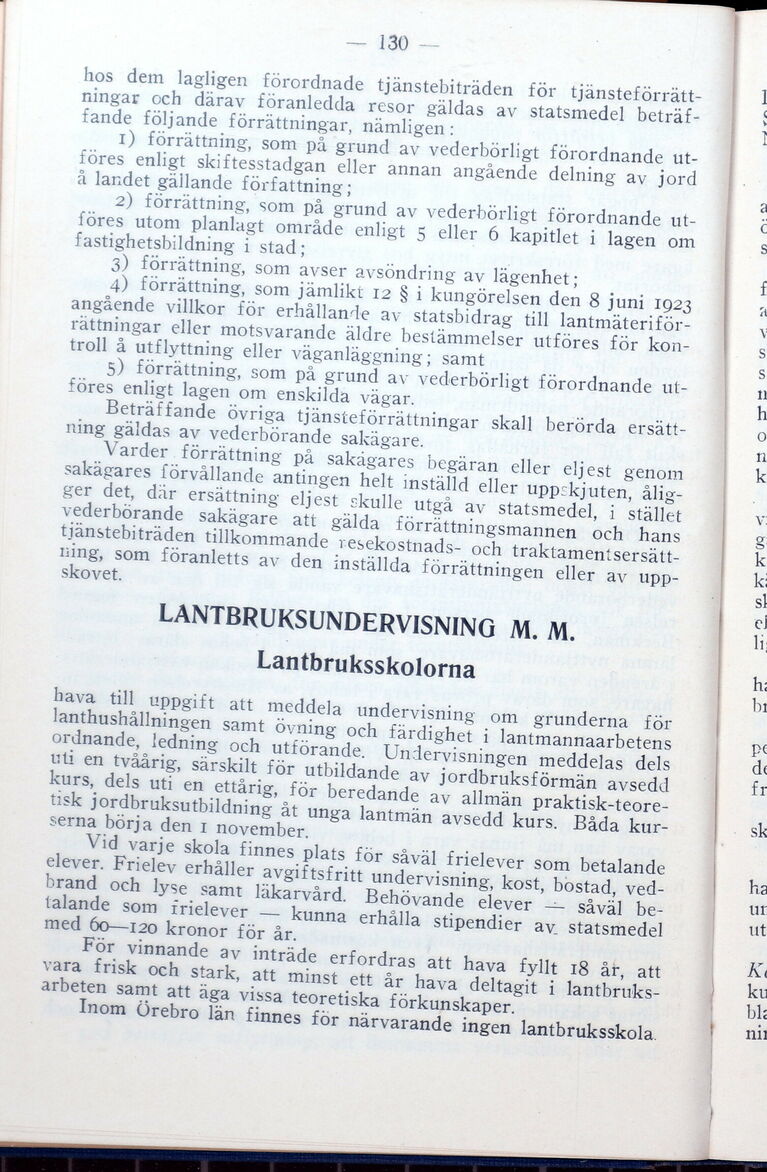 — 130 —
hos dem lagligen förordnade tjänstebiträden för tjänsteförrätt-
ningar och därav föranledda resor gäldas av statsmedel beträf-
fande följande förrättningar, nämligen:
1) förrättning, som på grund av vederbörligt förordnande ut-
föres enligt skiftesstadgan eller annan angående delning av jord
å landet gällande författning;
2) förrättning, som på grund av vederbörligt förordnande ut-
föres utom planlagt område enligt 5 eller 6 kapitlet i lagen om
fastighetsbildning i stad;
3) förrättning, som avser avsöndring av lägenhet;
4) förrättning, som jämlikt 12 § i kungörelsen den 8 juni 1923
angående villkor för erhållande av statsbidrag till lantmäteriför-
rättningar eller motsvarande äldre bestämmelser utföres för kon-
troll å utflyttning eller väganläggning; samt
5) förrättning, som på grund av vederbörligt förordnande ut-
föres enligt lagen om enskilda vägar.
Beträffande övriga tjänsteförrättningar skall berörda ersätt-
ning gäldas av vederbörande sakägare.
Varder förrättning på sakägares begäran eller eljest genom
sakägares förvållande antingen helt inställd eller uppskjuten, ålig-
ger det, där ersättning eljest skulle utgå av statsmedel, i stället
vederbörande sakägare att gälda förrättningsmannen och hans
tjänstebiträden tillkommande resekostnads- och traktamentsersätt-
ning, som föranletts av den inställda förrättningen eller av upp-
skovet.
LANTBRUKSUNDERVISNING M. M.
Lantbruksskolorna
hava till uppgift att meddela undervisning om grunderna för
lanthushållningen samt övning och färdighet i lantmannaarbetens
ordnande, ledning och utförande. Undervisningen meddelas dels
uti en tvåårig, särskilt för utbildande av jordbruksförmän avsedd
kurs, dels uti en ettårig, för beredande av allmän praktisk-teore-
tisk jordbruksutbildning åt unga lantmän avsedd kurs. Båda kur-
serna börja den 1 november.
Vid varje skola finnes plats för såväl frielever som betalande
elever. Frielev erhåller avgiftsfritt undervisning, kost, bostad, ved-
brand och lyse samt läkarvård. Behövande elever — såväl be-
talande som frielever — kunna erhålla stipendier av statsmedel
med 60—120 kronor för år.
För vinnande av inträde erfordras att hava fyllt 18 år, att
vara frisk och stark, att minst ett år hava deltagit i lantbruks-
arbeten samt att äga vissa teoretiska förkunskaper.
Inom Örebro län finnes för närvarande ingen lantbruksskola.